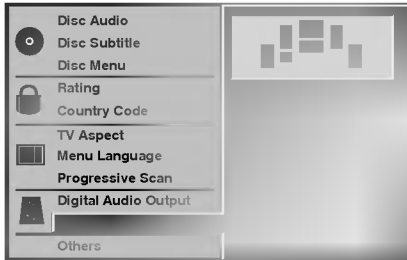 Disc Audio
Disc Subtitle
Disc Menu
Rating
Country Code
TV Aspect
Menu Language
Progressive Scan
Digital Audio Output
Others